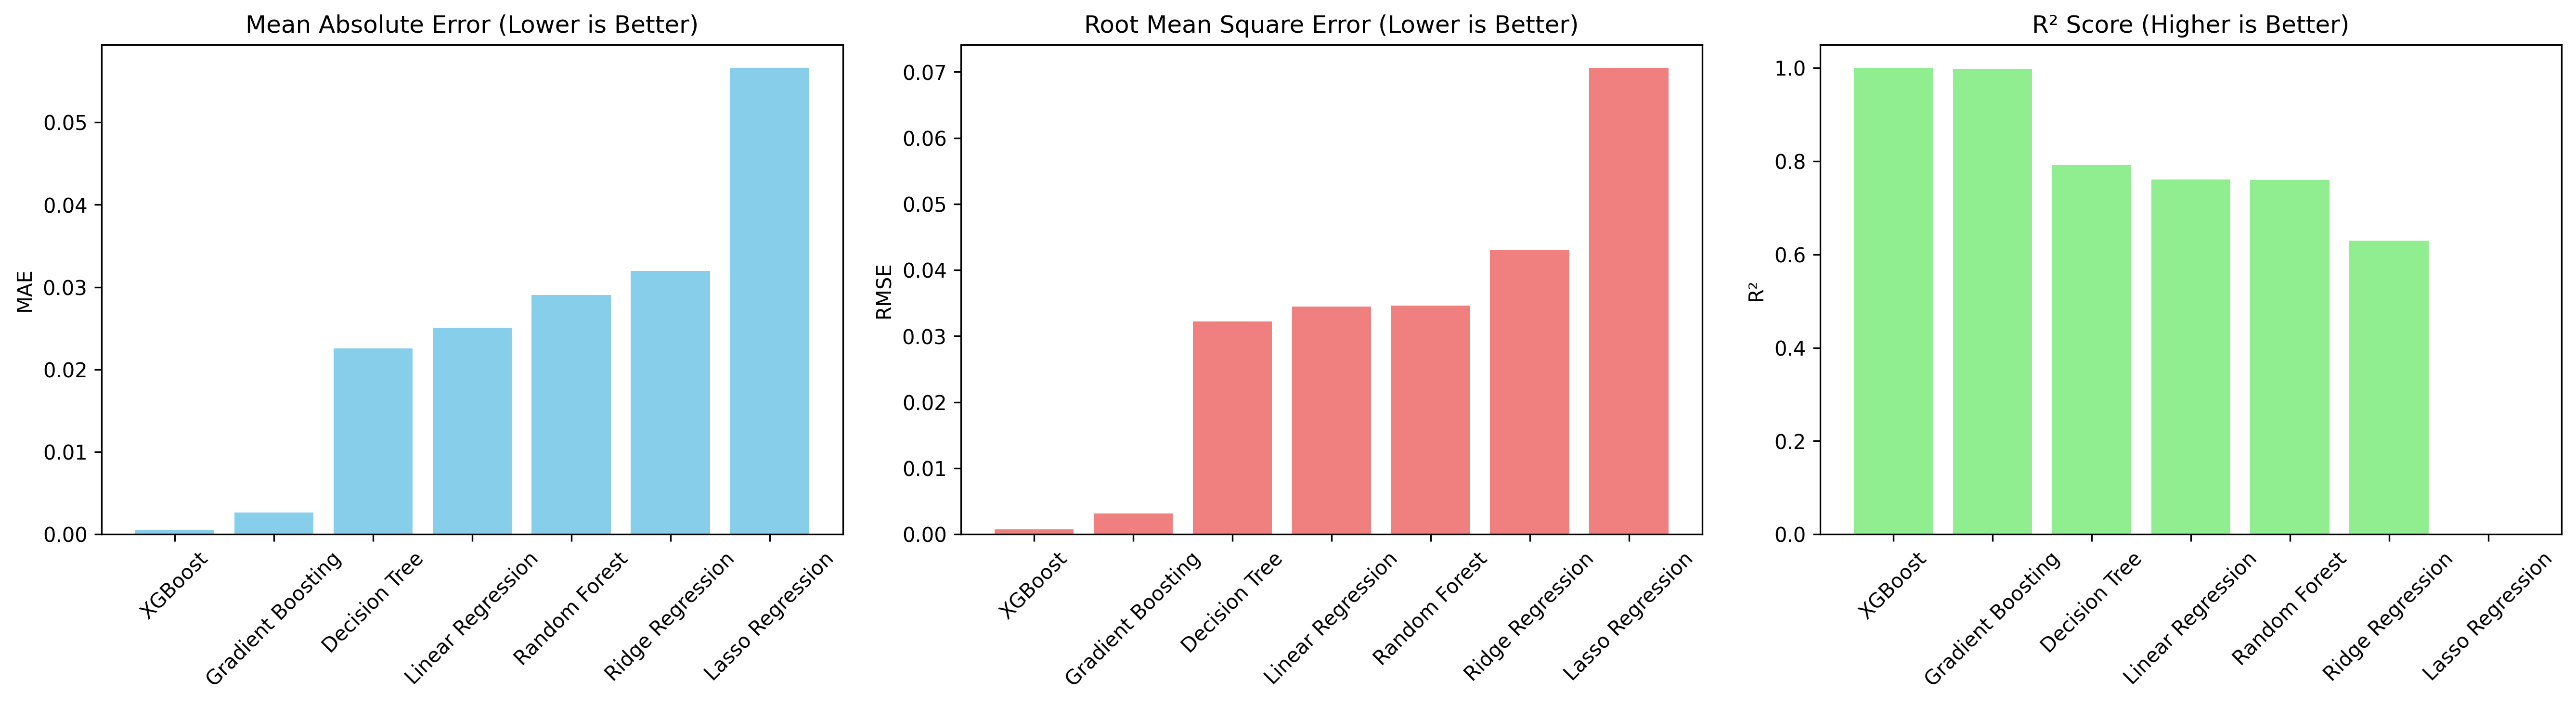 Mean Absolute Error (Lower is Better)
MAE
0.05
0.04
0.03
0.02
0.01
0.00
XGBoost
Gradient Boosting
Decision Tree
Linear Regression
Random Forest
Ridge Regression
Lasso Regression
Root Mean Square Error (Lower is Better)
RMSE
0.07
0.06
0.05
0.04
0.03
0.02
0.01
0.00
XGBoost
Gradient Boosting
Decision Tree
Linear Regression
Random Forest
Ridge Regression
Lasso Regression
R² Score (Higher is Better)
R²
1.0
0.8
0.6
0.4
0.2
0.0
XGBoost
Gradient Boosting
Decision Tree
Linear Regression
Random Forest
Ridge Regression
Lasso Regression